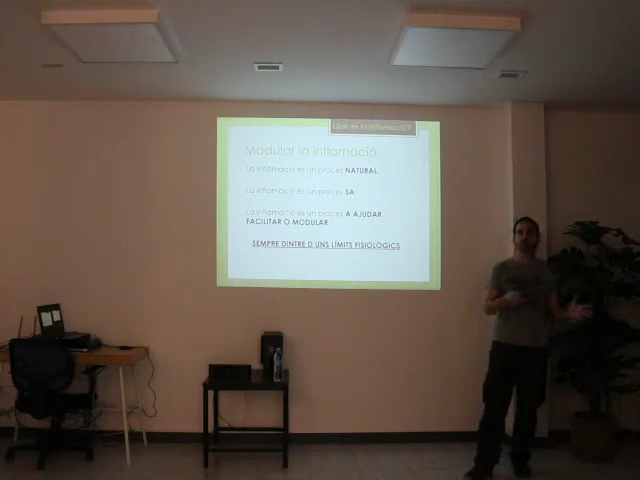 Què és la inflamació?
Modular la inflamació
La inflamació és un procés NATURAL.
La inflamació és un procés SA.
La inflamació és un procés A AJUDAR,
FACILITAR O MODULAR
SEMPRE DINTRE D'UNS LÍMITS FISIOLÒGICS